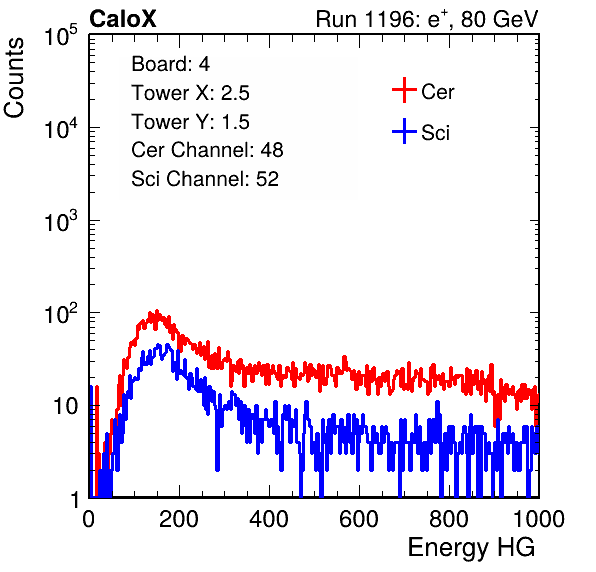 CaloX Run 1196: e⁺, 80 GeV
Counts
10⁵
10⁴
10³
10²
10
1
Board: 4
Tower X: 2.5
Tower Y: 1.5
Cer Channel: 48
Sci Channel: 52
Cer
Sci
0 200 400 600 800 1000
Energy HG